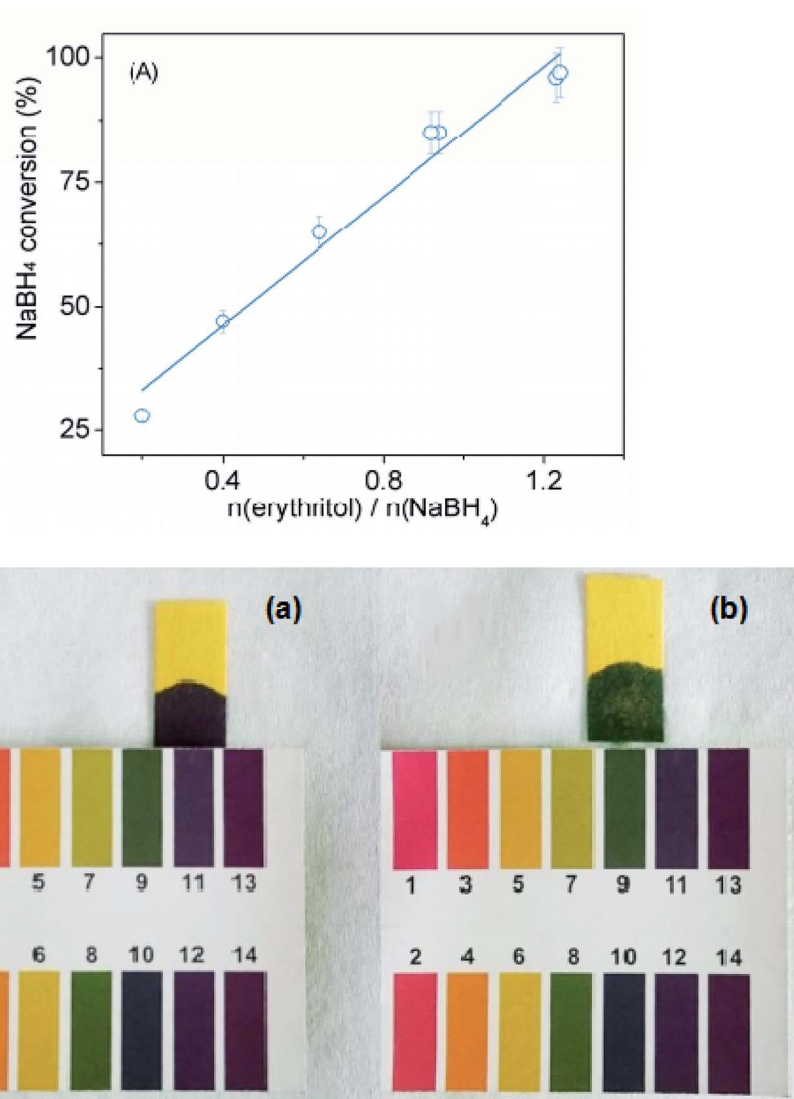 (A)
100
75
50
25
NaBH₄ conversion (%)
0.4 0.8 1.2
n(erythritol) / n(NaBH₄)
(a)
5 7 9 11 13
6 8 10 12 14
(b)
1 3 5 7 9 11 13
2 4 6 8 10 12 14